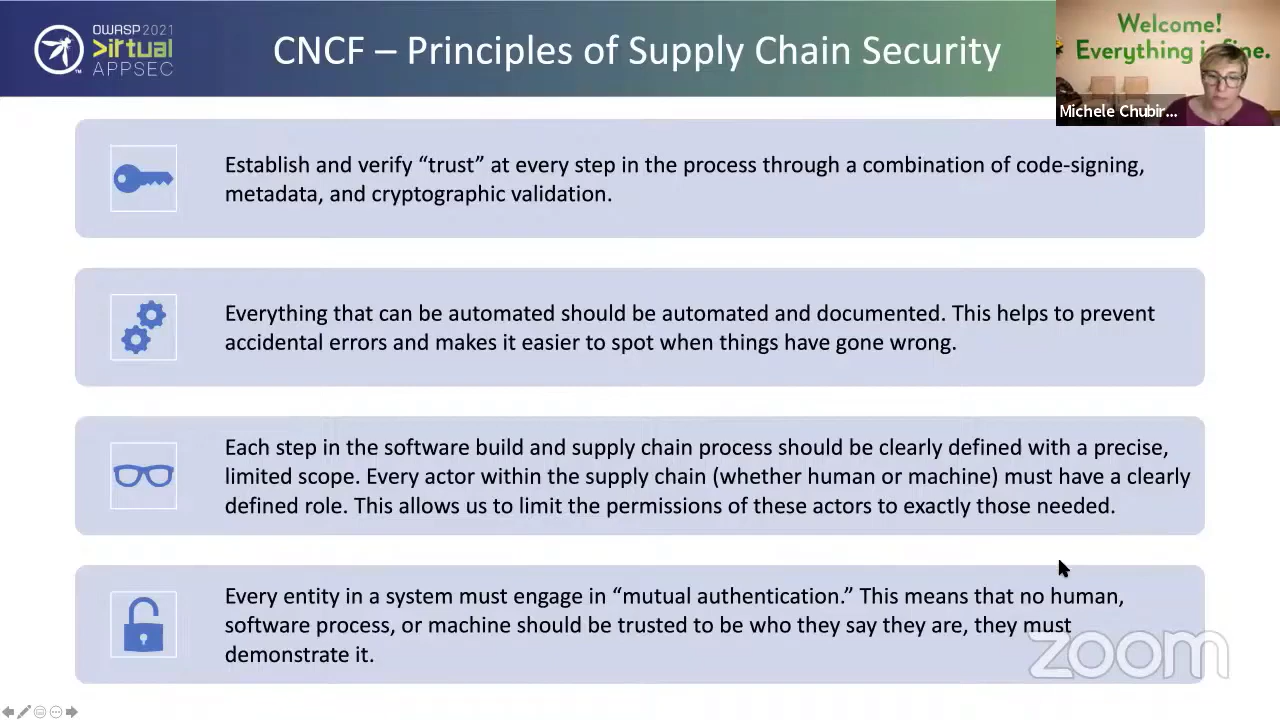 OWASP 2021
>irtual
APPSEC
CNCF – Principles of Supply Chain Security
Welcome!
Everything is fine.
Michele Chubir...
Establish and verify “trust” at every step in the process through a combination of code-signing,
metadata, and cryptographic validation.
Everything that can be automated should be automated and documented. This helps to prevent
accidental errors and makes it easier to spot when things have gone wrong.
Each step in the software build and supply chain process should be clearly defined with a precise,
limited scope. Every actor within the supply chain (whether human or machine) must have a clearly
defined role. This allows us to limit the permissions of these actors to exactly those needed.
Every entity in a system must engage in “mutual authentication.” This means that no human,
software process, or machine should be trusted to be who they say they are, they must
demonstrate it.
zoom